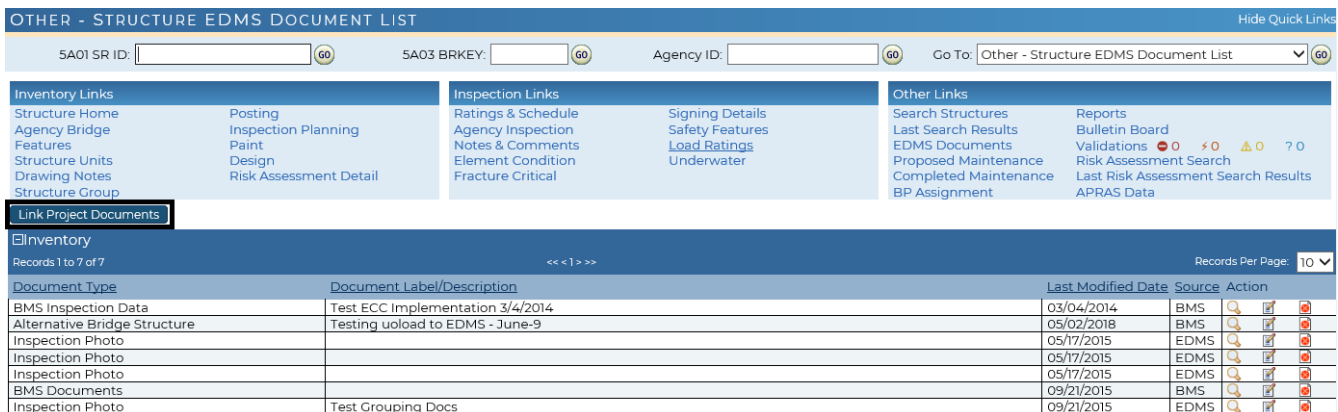 OTHER - STRUCTURE EDMS DOCUMENT LIST Hide Quick Links
5A01 SR ID: GO 5A03 BRKEY: GO Agency ID: GO Go To: Other - Structure EDMS Document List GO
Inventory Links Inspection Links Other Links
Structure Home Posting Ratings & Schedule Signing Details Search Structures Reports
Agency Bridge Inspection Planning Agency Inspection Safety Features Last Search Results Bulletin Board
Features Paint Notes & Comments Load Ratings EDMS Documents Validations 0 0 0 ? 0
Structure Units Design Element Condition Underwater Proposed Maintenance Risk Assessment Search
Drawing Notes Risk Assessment Detail Fracture Critical Completed Maintenance Last Risk Assessment Search Results
Structure Group BP Assignment APRAS Data
Link Project Documents
Inventory
Records 1 to 7 of 7 << < 1 > >> Records Per Page: 10
Document Type Document Label/Description Last Modified Date Source Action
BMS Inspection Data Test ECC Implementation 3/4/2014 03/04/2014 BMS
Alternative Bridge Structure Testing uoload to EDMS - June-9 05/02/2018 BMS
Inspection Photo 05/17/2015 EDMS
Inspection Photo 05/17/2015 EDMS
Inspection Photo 05/17/2015 EDMS
BMS Documents 09/21/2015 BMS
Inspection Photo Test Grouping Docs 09/21/2015 EDMS